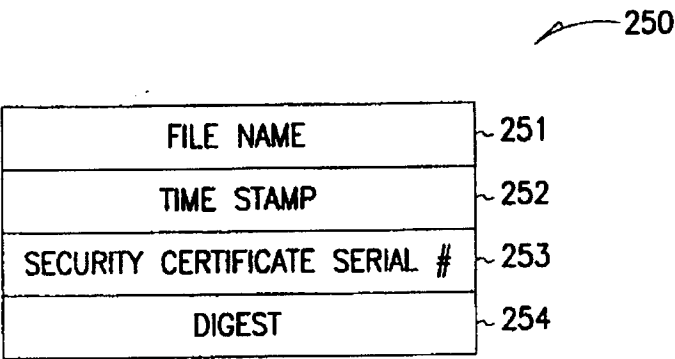 250
FILE NAME 251
TIME STAMP 252
SECURITY CERTIFICATE SERIAL # 253
DIGEST 254